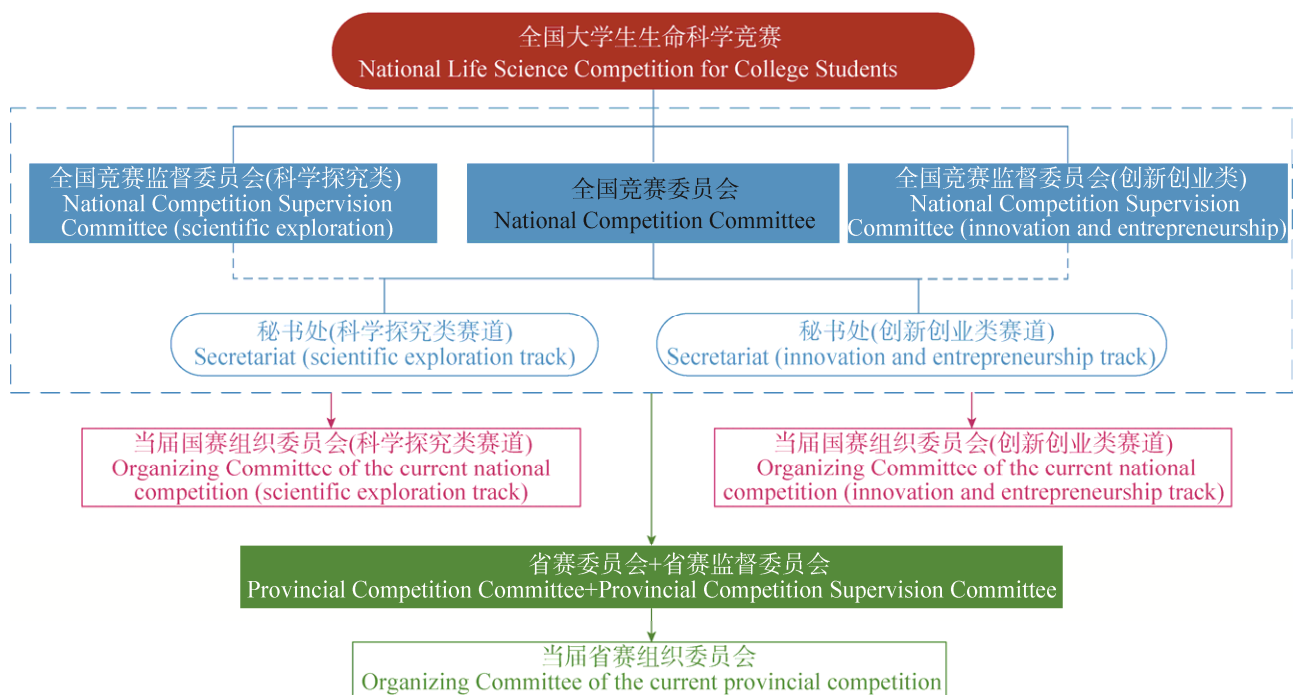 全国大学生生命科学竞赛
National Life Science Competition for College Students
全国竞赛监督委员会(科学探究类)
National Competition Supervision
Committee (scientific exploration)
全国竞赛委员会
National Competition Committee
全国竞赛监督委员会(创新创业类)
National Competition Supervision
Committee (innovation and entrepreneurship)
秘书处(科学探究类赛道)
Secretariat (scientific exploration track)
秘书处(创新创业类赛道)
Secretariat (innovation and entrepreneurship track)
当届国赛组织委员会(科学探究类赛道)
Organizing Committee of the current national
competition (scientific exploration track)
当届国赛组织委员会(创新创业类赛道)
Organizing Committee of the current national
competition (innovation and entrepreneurship track)
省赛委员会+省赛监督委员会
Provincial Competition Committee+Provincial Competition Supervision Committee
当届省赛组织委员会
Organizing Committee of the current provincial competition